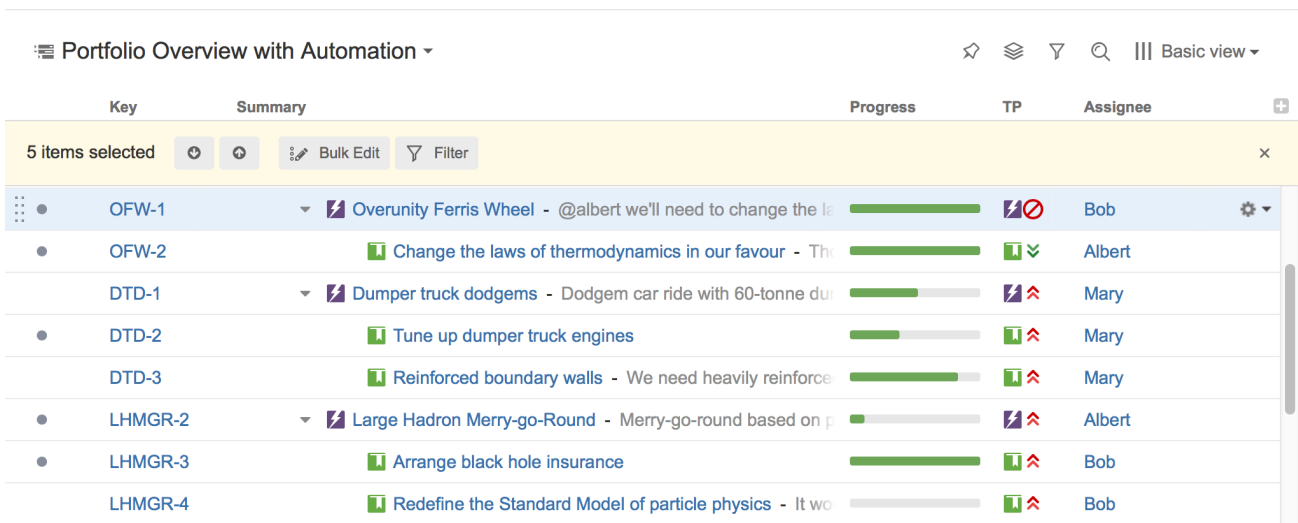 Portfolio Overview with Automation
Basic view
Key Summary Progress TP Assignee
5 items selected Bulk Edit Filter
OFW-1 Overunity Ferris Wheel - @albert we'll need to change the la Bob
OFW-2 Change the laws of thermodynamics in our favour - Tho Albert
DTD-1 Dumper truck dodgems - Dodgem car ride with 60-tonne dum Mary
DTD-2 Tune up dumper truck engines Mary
DTD-3 Reinforced boundary walls - We need heavily reinforce Mary
LHMGR-2 Large Hadron Merry-go-Round - Merry-go-round based on p Albert
LHMGR-3 Arrange black hole insurance Bob
LHMGR-4 Redefine the Standard Model of particle physics - It wo Bob